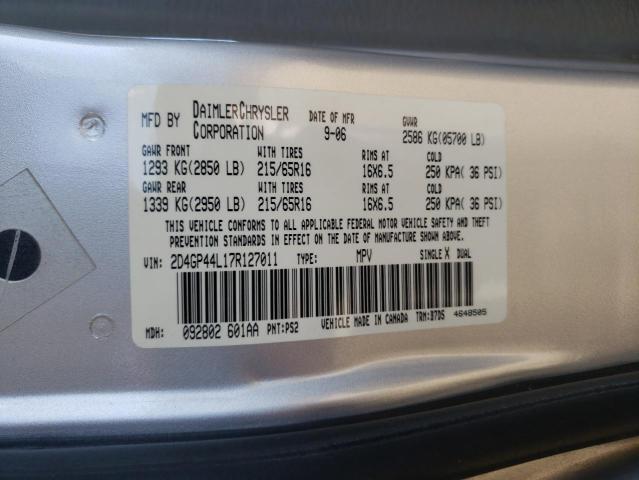 MFD BY DAIMLERCHRYSLER CORPORATION DATE OF MFR 9-06 GVWR 2586 KG(05700 LB)
GAWR FRONT WITH TIRES RIMS AT COLD
1293 KG(2850 LB) 215/65R16 16X6.5 250 KPA( 36 PSI)
GAWR REAR WITH TIRES RIMS AT COLD
1339 KG(2950 LB) 215/65R16 16X6.5 250 KPA( 36 PSI)
THIS VEHICLE CONFORMS TO ALL APPLICABLE FEDERAL MOTOR VEHICLE SAFETY AND THEFT
PREVENTION STANDARDS IN EFFECT ON THE DATE OF MANUFACTURE SHOWN ABOVE.
VIN: 2D4GP44L17R127011 TYPE: MPV SINGLE X DUAL
MDH: 092802 601AA PNT:PS2 VEHICLE MADE IN CANADA TRM:B7D5 4648505